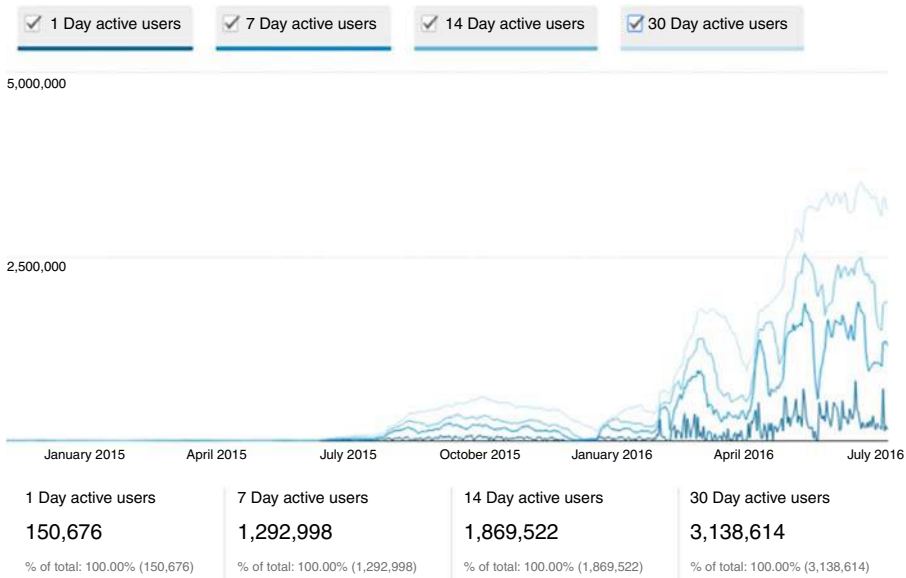 1 Day active users 7 Day active users 14 Day active users 30 Day active users
5,000,000
2,500,000
January 2015 April 2015 July 2015 October 2015 January 2016 April 2016 July 2016
1 Day active users 7 Day active users 14 Day active users 30 Day active users
150,676 1,292,998 1,869,522 3,138,614
% of total: 100.00% (150,676) % of total: 100.00% (1,292,998) % of total: 100.00% (1,869,522) % of total: 100.00% (3,138,614)